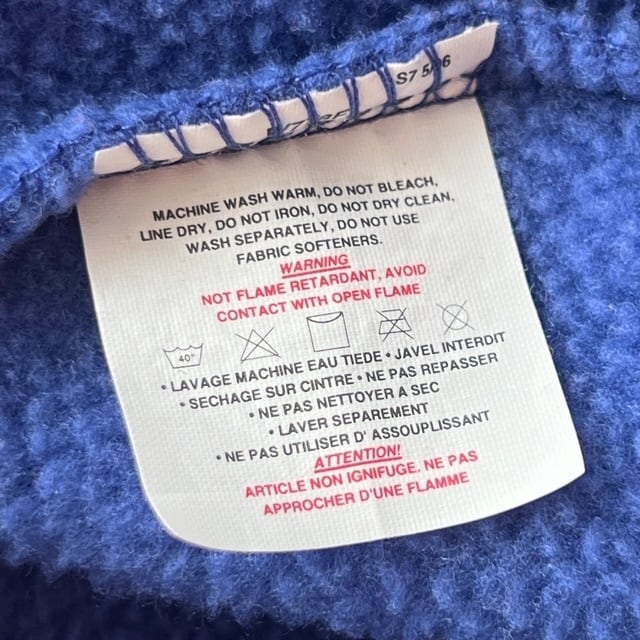 MACHINE WASH WARM, DO NOT BLEACH,
LINE DRY, DO NOT IRON, DO NOT DRY CLEAN,
WASH SEPARATELY, DO NOT USE
FABRIC SOFTENERS.
WARNING
NOT FLAME RETARDANT, AVOID
CONTACT WITH OPEN FLAME
40°
• LAVAGE MACHINE EAU TIEDE • JAVEL INTERDIT
• SECHAGE SUR CINTRE • NE PAS REPASSER
• NE PAS NETTOYER A SEC
• LAVER SEPAREMENT
• NE PAS UTILISER D' ASSOUPLISSANT
ATTENTION!
ARTICLE NON IGNIFUGE. NE PAS
APPROCHER D'UNE FLAMME